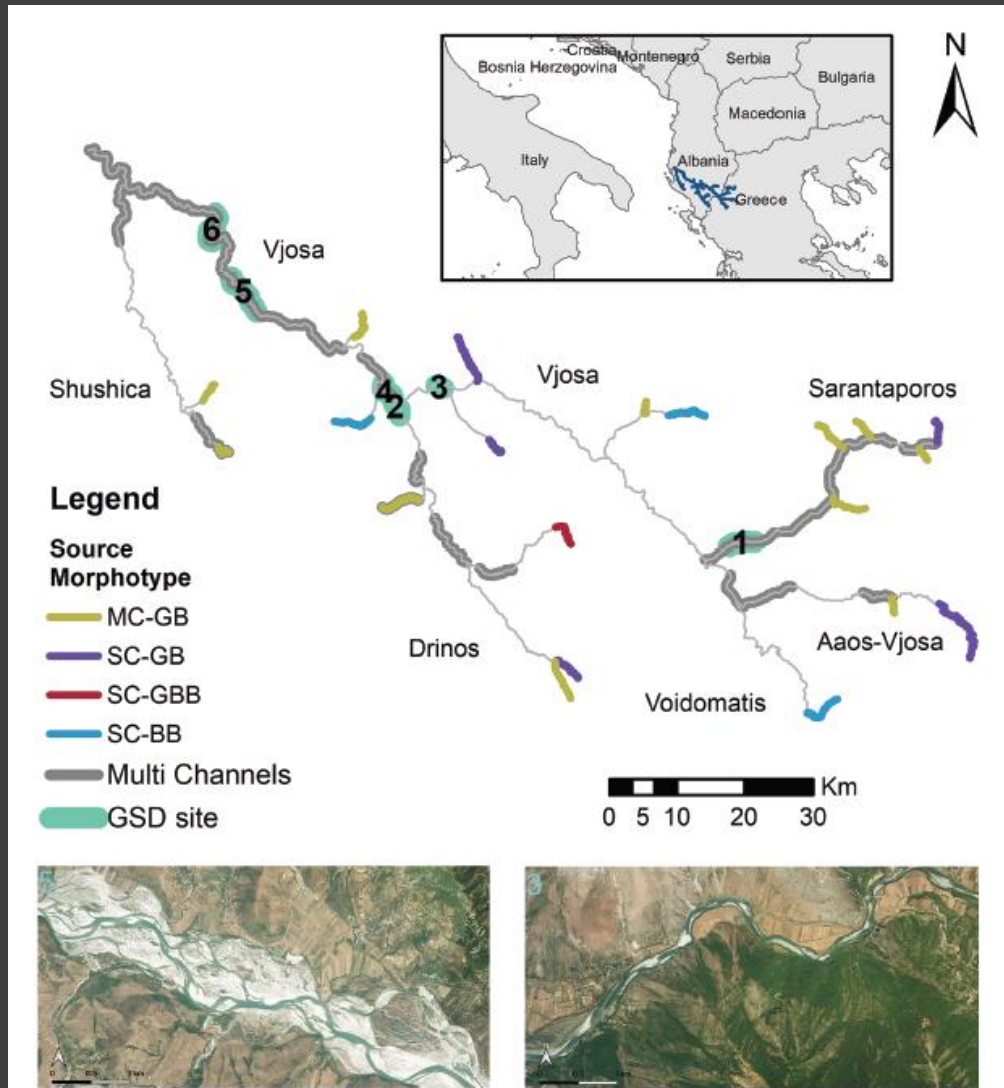 Croatia
Bosnia Herzegovina
Montenegro
Serbia
Bulgaria
Macedonia
Italy
Albania
Greece
N
6
Vjosa
5
Shushica
4
2
3
Vjosa
Sarantaporos
1
Drinos
Aaos-Vjosa
Voidomatis
Legend
Source
Morphotype
MC-GB
SC-GB
SC-GBB
SC-BB
Multi Channels
GSD site
Km
0 5 10 20 30
5
3